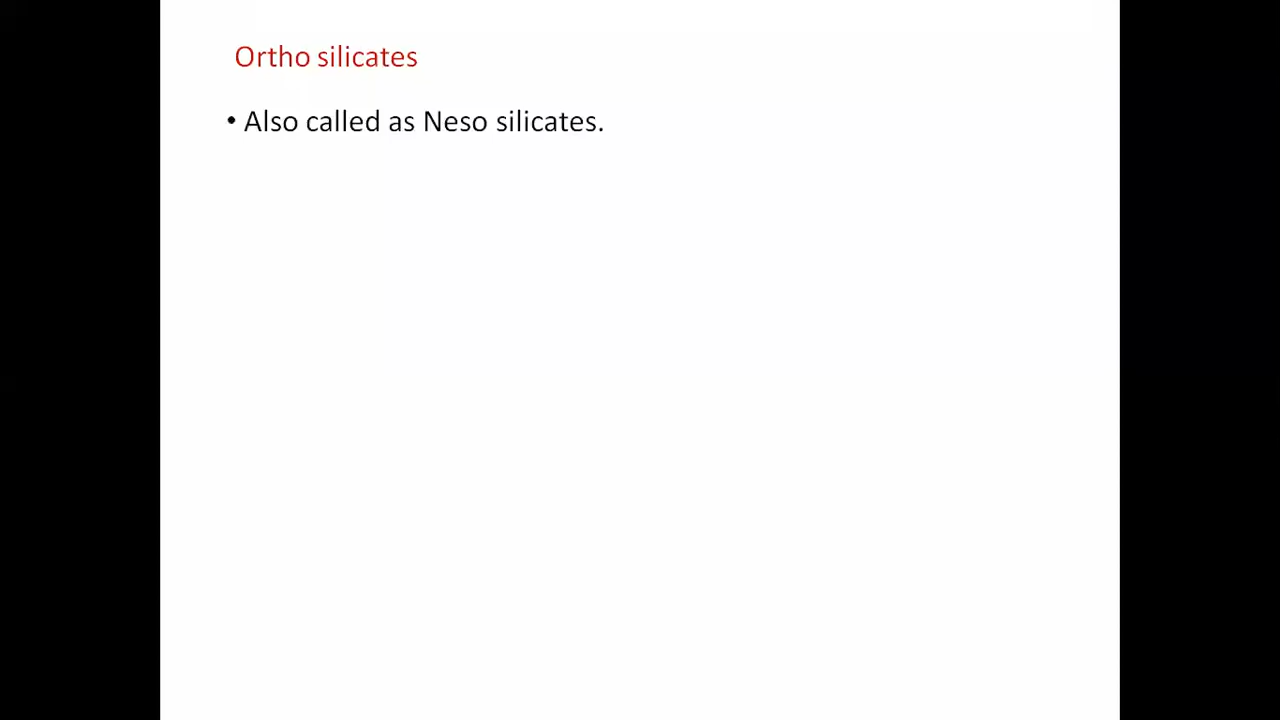 Ortho silicates
• Also called as Neso silicates.